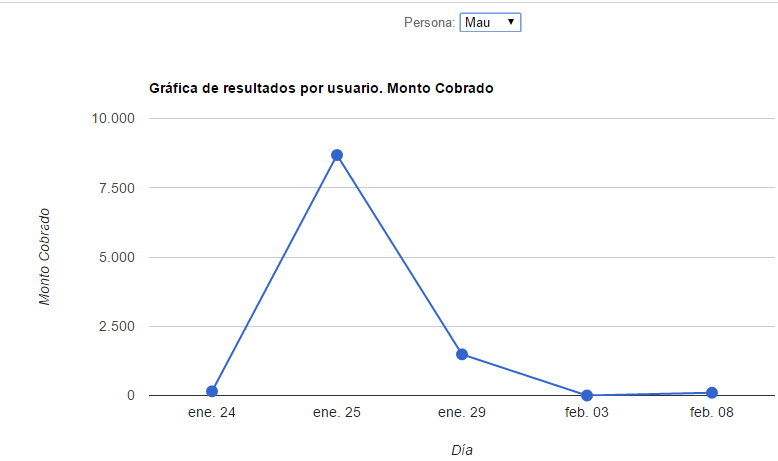 Persona: Mau
Gráfica de resultados por usuario. Monto Cobrado
10.000
7.500
5.000
2.500
0
Monto Cobrado
ene. 24 ene. 25 ene. 29 feb. 03 feb. 08
Día